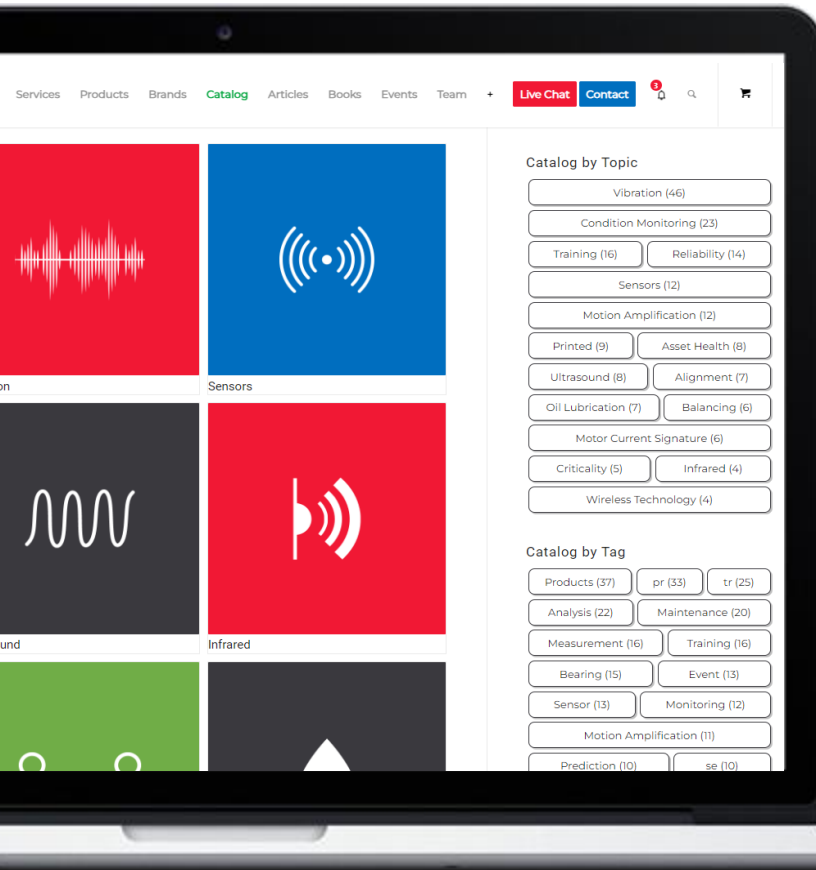 Services Products Brands Catalog Articles Books Events Team + Live Chat Contact 3
Catalog by Topic
Vibration (46)
Condition Monitoring (23)
Training (16) Reliability (14)
Sensors (12)
Motion Amplification (12)
Printed (9) Asset Health (8)
Ultrasound (8) Alignment (7)
Oil Lubrication (7) Balancing (6)
Motor Current Signature (6)
Criticality (5) Infrared (4)
Wireless Technology (4)
Catalog by Tag
Products (37) pr (33) tr (25)
Analysis (22) Maintenance (20)
Measurement (16) Training (16)
Bearing (15) Event (13)
Sensor (13) Monitoring (12)
Motion Amplification (11)
Prediction (10) se (10)
on Sensors
und Infrared